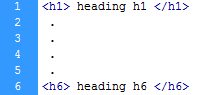 1 <h1> heading h1 </h1>
2 .
3 .
4 .
5 .
6 <h6> heading h6 </h6>